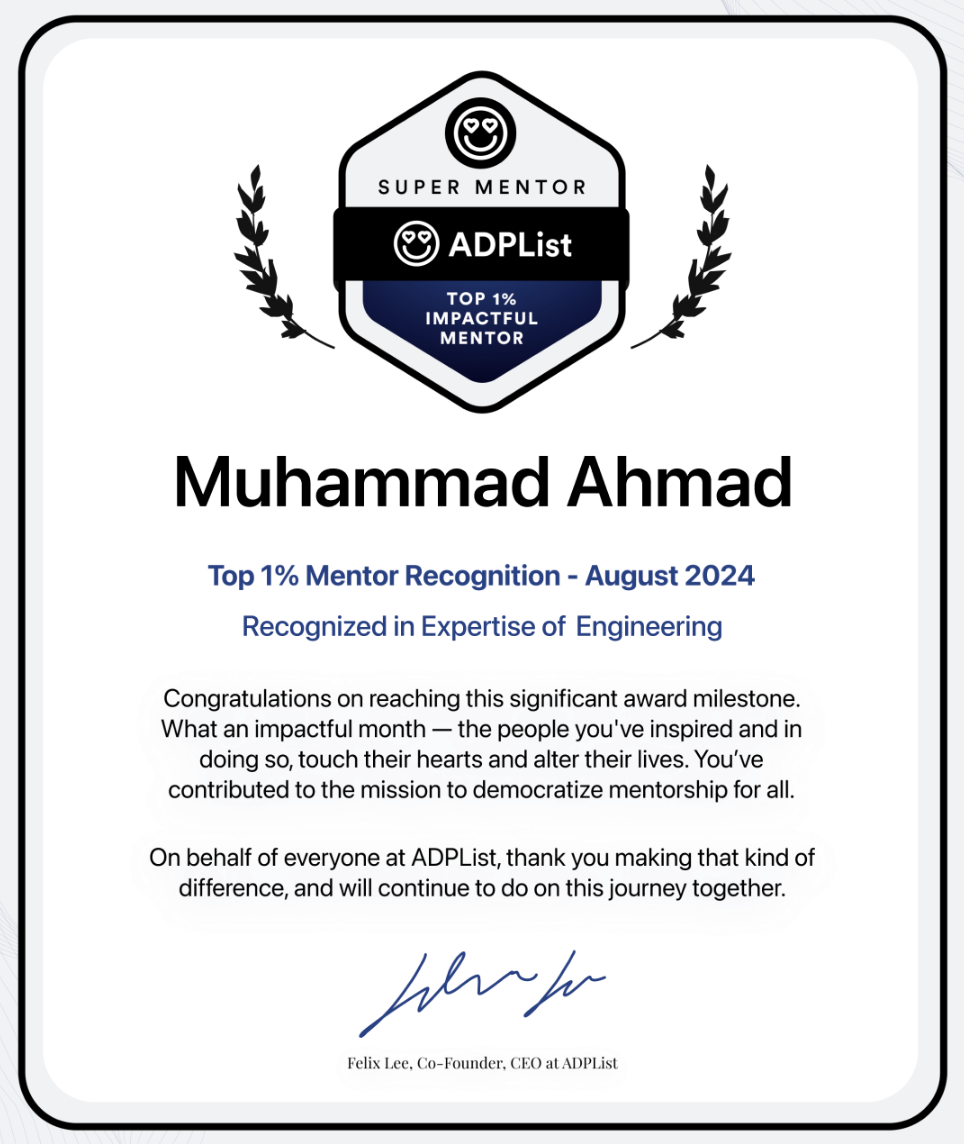 SUPER MENTOR
ADPList
TOP 1%
IMPACTFUL
MENTOR
Muhammad Ahmad
Top 1% Mentor Recognition - August 2024
Recognized in Expertise of Engineering
Congratulations on reaching this significant award milestone.
What an impactful month — the people you've inspired and in
doing so, touch their hearts and alter their lives. You’ve
contributed to the mission to democratize mentorship for all.
On behalf of everyone at ADPList, thank you making that kind of
difference, and will continue to do on this journey together.
Felix Lee, Co-Founder, CEO at ADPList